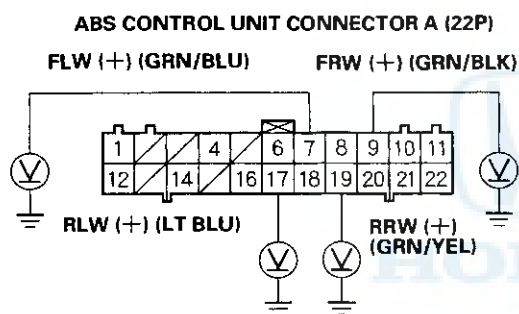 ABS CONTROL UNIT CONNECTOR A (22P)
FLW (+) (GRN/BLU) FRW (+) (GRN/BLK)
1 4 6 7 8 9 10 11
12 14 16 17 18 19 20 21 22
V V
RLW (+) (LT BLU) RRW (+)
(GRN/YEL)
V V